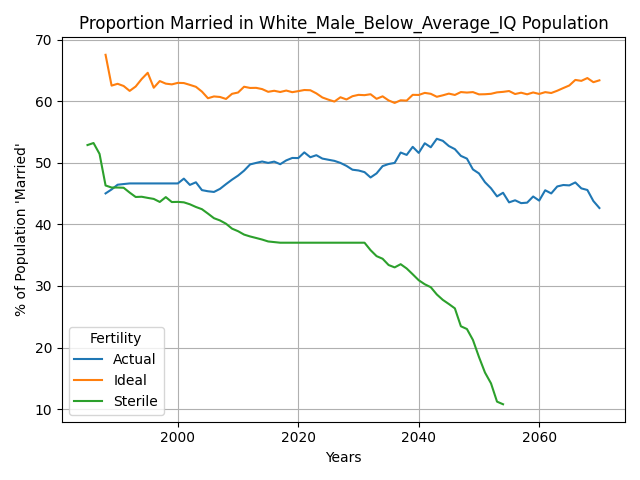 Proportion Married in White_Male_Below_Average_IQ Population
% of Population 'Married'
70
60
50
40
30
20
10
Fertility
Actual
Ideal
Sterile
2000 2020 2040 2060
Years